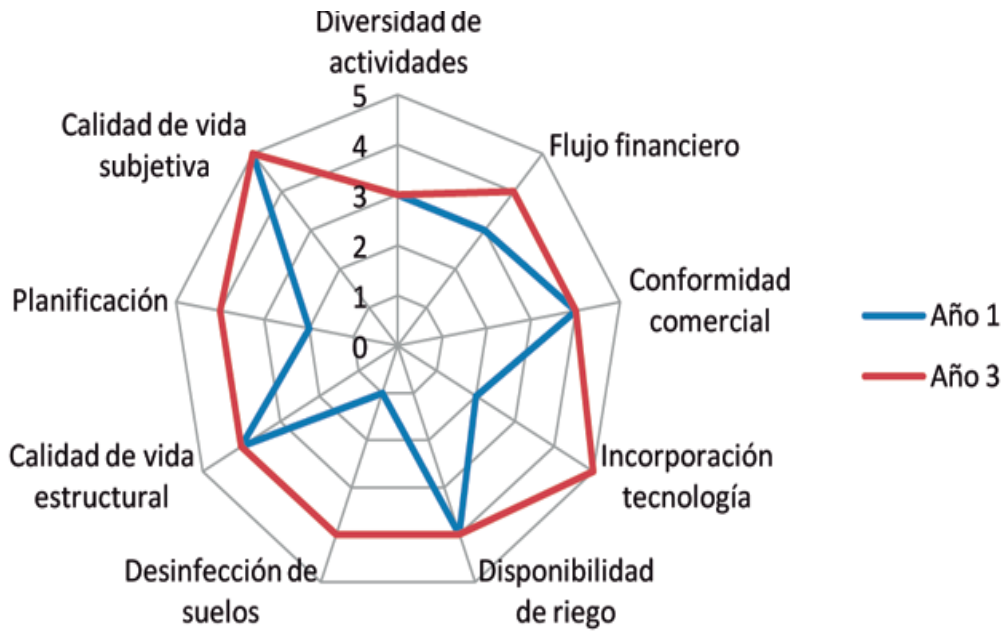 Diversidad de
actividades
Flujo financiero
Conformidad
comercial
Incorporación
tecnología
Disponibilidad
de riego
Desinfección de
suelos
Calidad de vida
estructural
Planificación
Calidad de vida
subjetiva
5
4
3
2
1
0
Año 1
Año 3